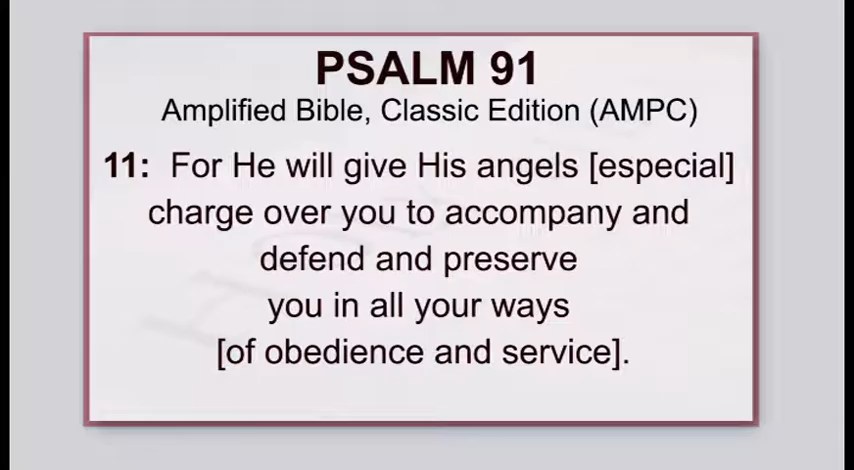 PSALM 91
Amplified Bible, Classic Edition (AMPC)
11: For He will give His angels [especial]
charge over you to accompany and
defend and preserve
you in all your ways
[of obedience and service].